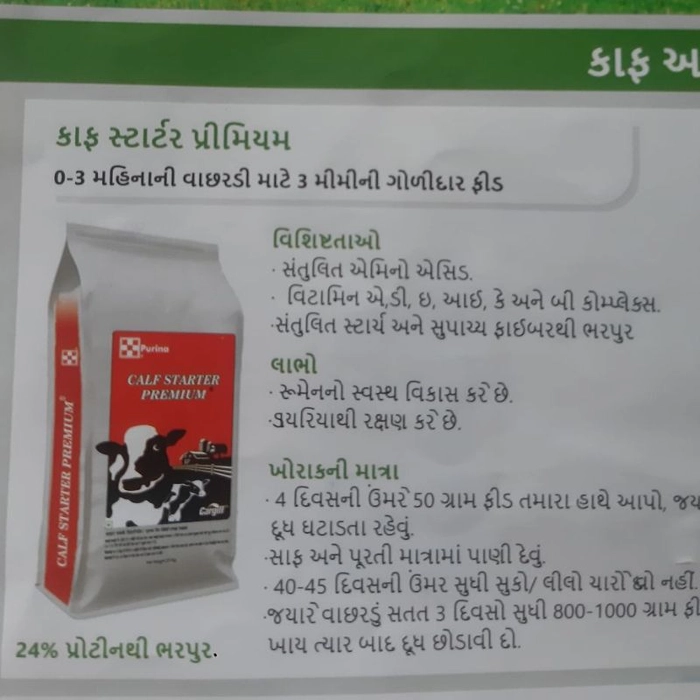 કાફ
કાફ સ્ટાર્ટર પ્રીમિયમ
0-3 મહિનાની વાછરડી માટે 3 મીમીની ગોળીદાર ફીડ
વિશિષ્ટતાઓ
· સંતુલિત એમિનો એસિડ.
· વિટામિન એ,ડી, ઇ, આઈ, કે અને બી કોમ્પ્લેક્સ.
·સંતુલિત સ્ટાર્ચ અને સુપાચ્ય ફાઈબરથી ભરપુર
લાભો
· રૂમેનનો સ્વસ્થ વિકાસ કરે છે.
·ડાયરિયાથી રક્ષણ કરે છે.
ખોરાકની માત્રા
· 4 દિવસની ઉંમરે 50 ગ્રામ ફીડ તમારા હાથે આપો,
દૂધ ઘટાડતા રહેવું.
·સાફ અને પૂરતી માત્રામાં પાણી દેવું.
· 40-45 દિવસની ઉંમર સુધી સુકો/ લીલો ચારો નહીં.
·જયારે વાછરડું સતત 3 દિવસો સુધી 800-1000 ગ્રામ
ખાય ત્યાર બાદ દૂધ છોડાવી દો.
Purina
CALF STARTER
PREMIUM
CALF STARTER PREMIUM
Cargill
24% પ્રોટીનથી ભરપુર.